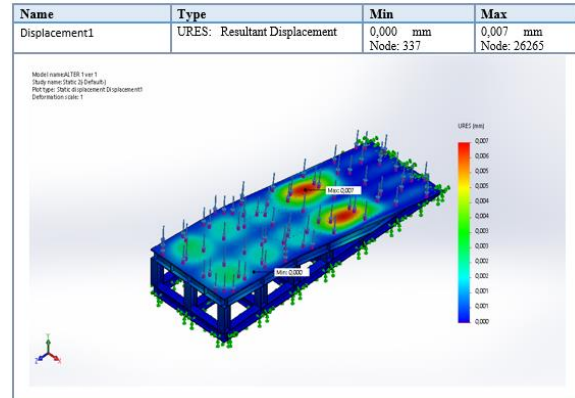 Name Type Min Max
Displacement1 URES: Resultant Displacement 0,000 mm 0,007 mm
Node: 337 Node: 26265
Model name:ALTER 1 ver 1
Study name:Static 2(-Default-)
Plot type: Static displacement Displacement1
Deformation scale: 1
URES (mm)
0,007
0,006
0,006
0,005
0,004
0,004
0,003
0,003
0,002
0,002
0,001
0,001
0,000
Max: 0,007
Min: 0,000